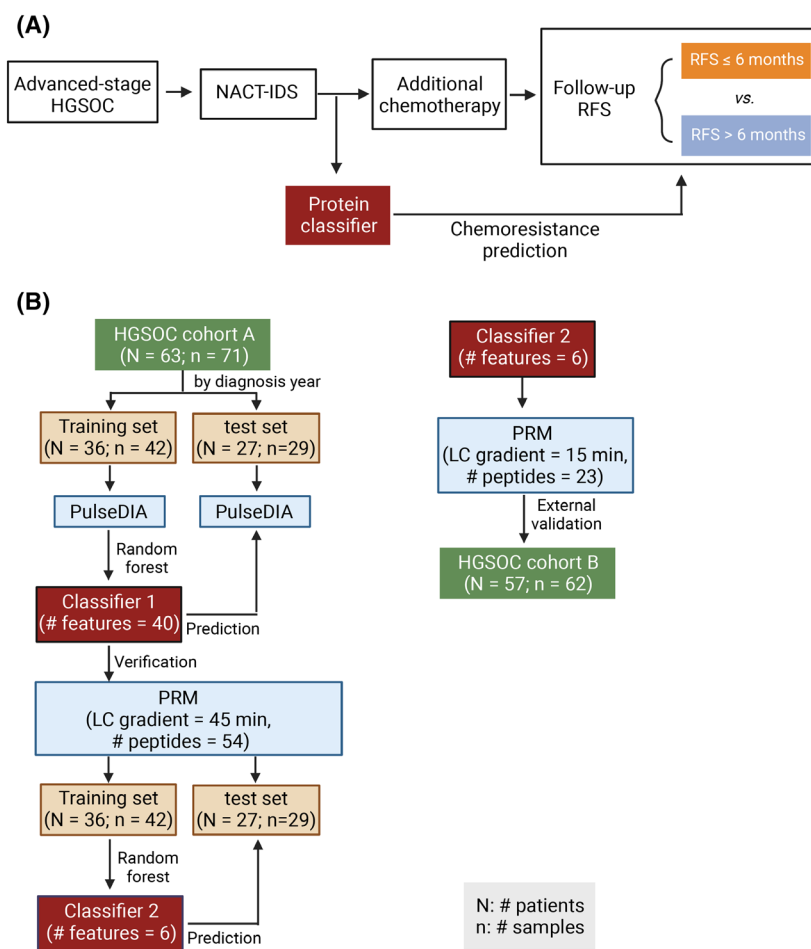 (A)
Advanced-stage
HGSOC
NACT-IDS
Additional
chemotherapy
Follow-up
RFS
RFS ≤ 6 months
vs.
RFS > 6 months
Protein
classifier
Chemoresistance
prediction
(B)
HGSOC cohort A
(N = 63; n = 71)
by diagnosis year
Training set
(N = 36; n = 42)
test set
(N = 27; n=29)
PulseDIA
PulseDIA
Random
forest
Classifier 1
(# features = 40)
Prediction
Verification
PRM
(LC gradient = 45 min,
# peptides = 54)
Training set
(N = 36; n = 42)
test set
(N = 27; n=29)
Random
forest
Classifier 2
(# features = 6)
Prediction
Classifier 2
(# features = 6)
PRM
(LC gradient = 15 min,
# peptides = 23)
External
validation
HGSOC cohort B
(N = 57; n = 62)
N: # patients
n: # samples